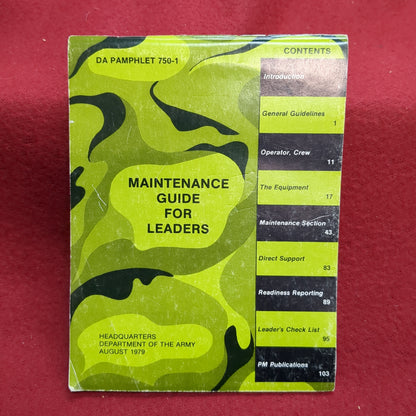 DA PAMPHLET 750-1
MAINTENANCE
GUIDE
FOR
LEADERS
HEADQUARTERS
DEPARTMENT OF THE ARMY
AUGUST 1979
CONTENTS
Introduction
General Guidelines
1
Operator, Crew
11
The Equipment
17
Maintenance Section
43
Direct Support
83
Readiness Reporting
89
Leader's Check List
95
PM Publications
103